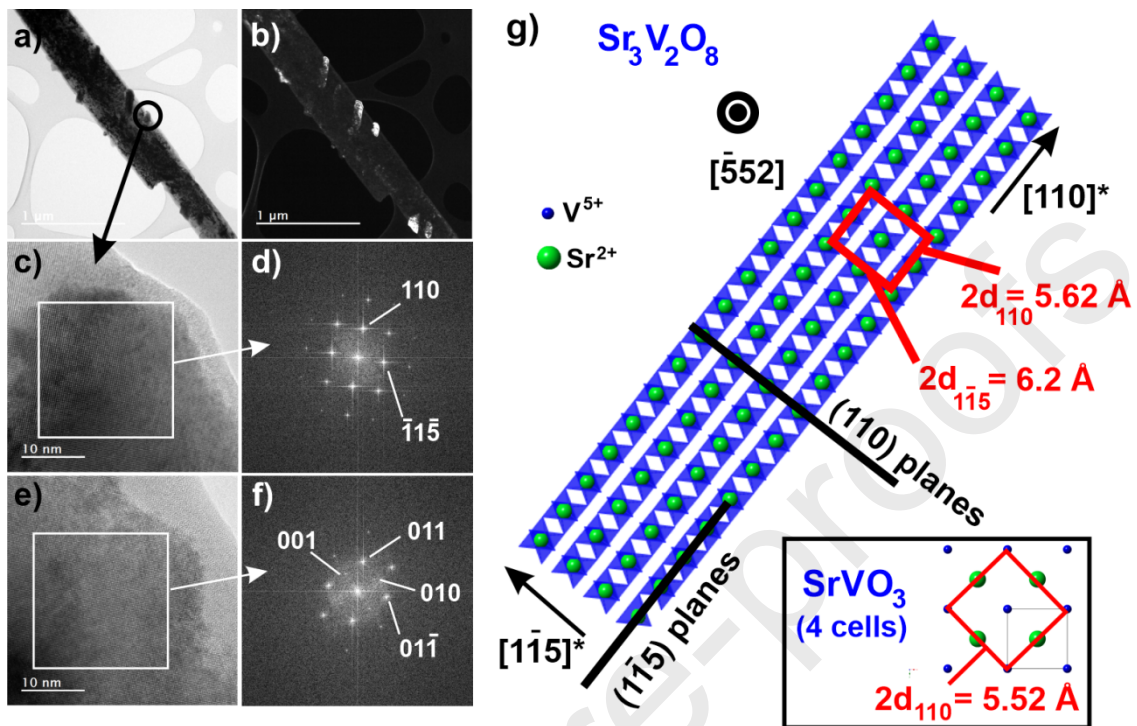 a)
1 μm
b)
1 μm
c)
10 nm
d)
110
1̄15̄
e)
10 nm
f)
001
011
010
011̄
g)
Sr₃V₂O₈
[5̄52]
V⁵⁺
Sr²⁺
[110]*
2d₁₁₀= 5.62 Å
2d₁₁̄₅= 6.2 Å
(110) planes
(11̄5) planes
[11̄5]*
SrVO₃
(4 cells)
2d₁₁₀= 5.52 Å
e-proofs